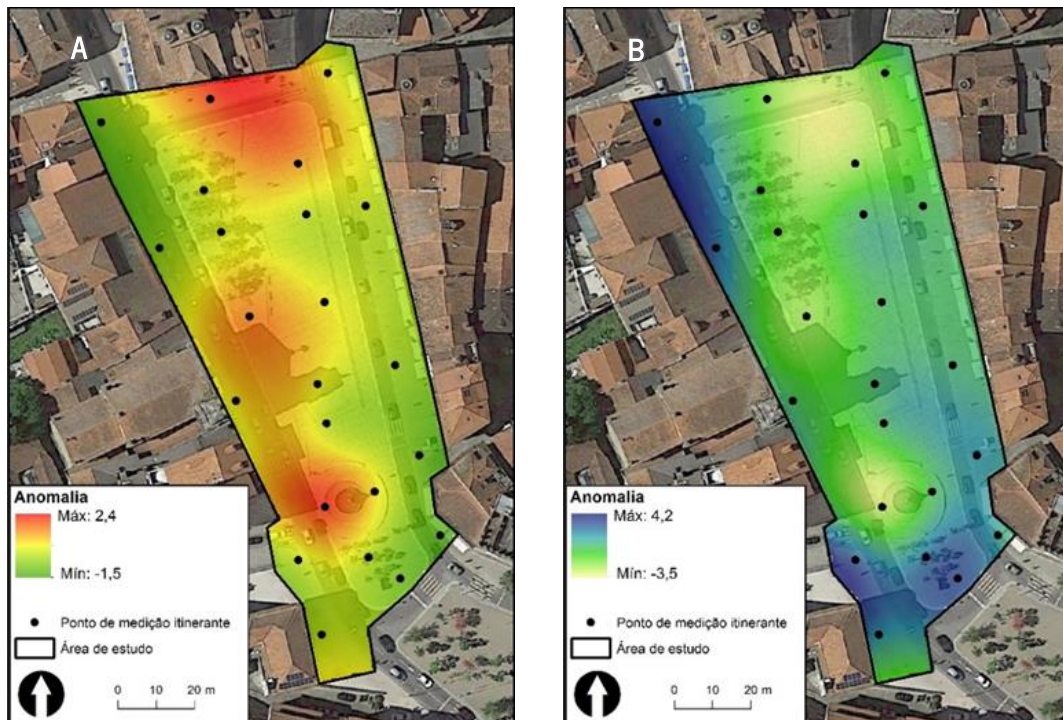 A
Anomalia
Máx: 2,4
Mín: -1,5
Ponto de medição itinerante
Área de estudo
0 10 20 m
B
Anomalia
Máx: 4,2
Mín: -3,5
Ponto de medição itinerante
Área de estudo
0 10 20 m